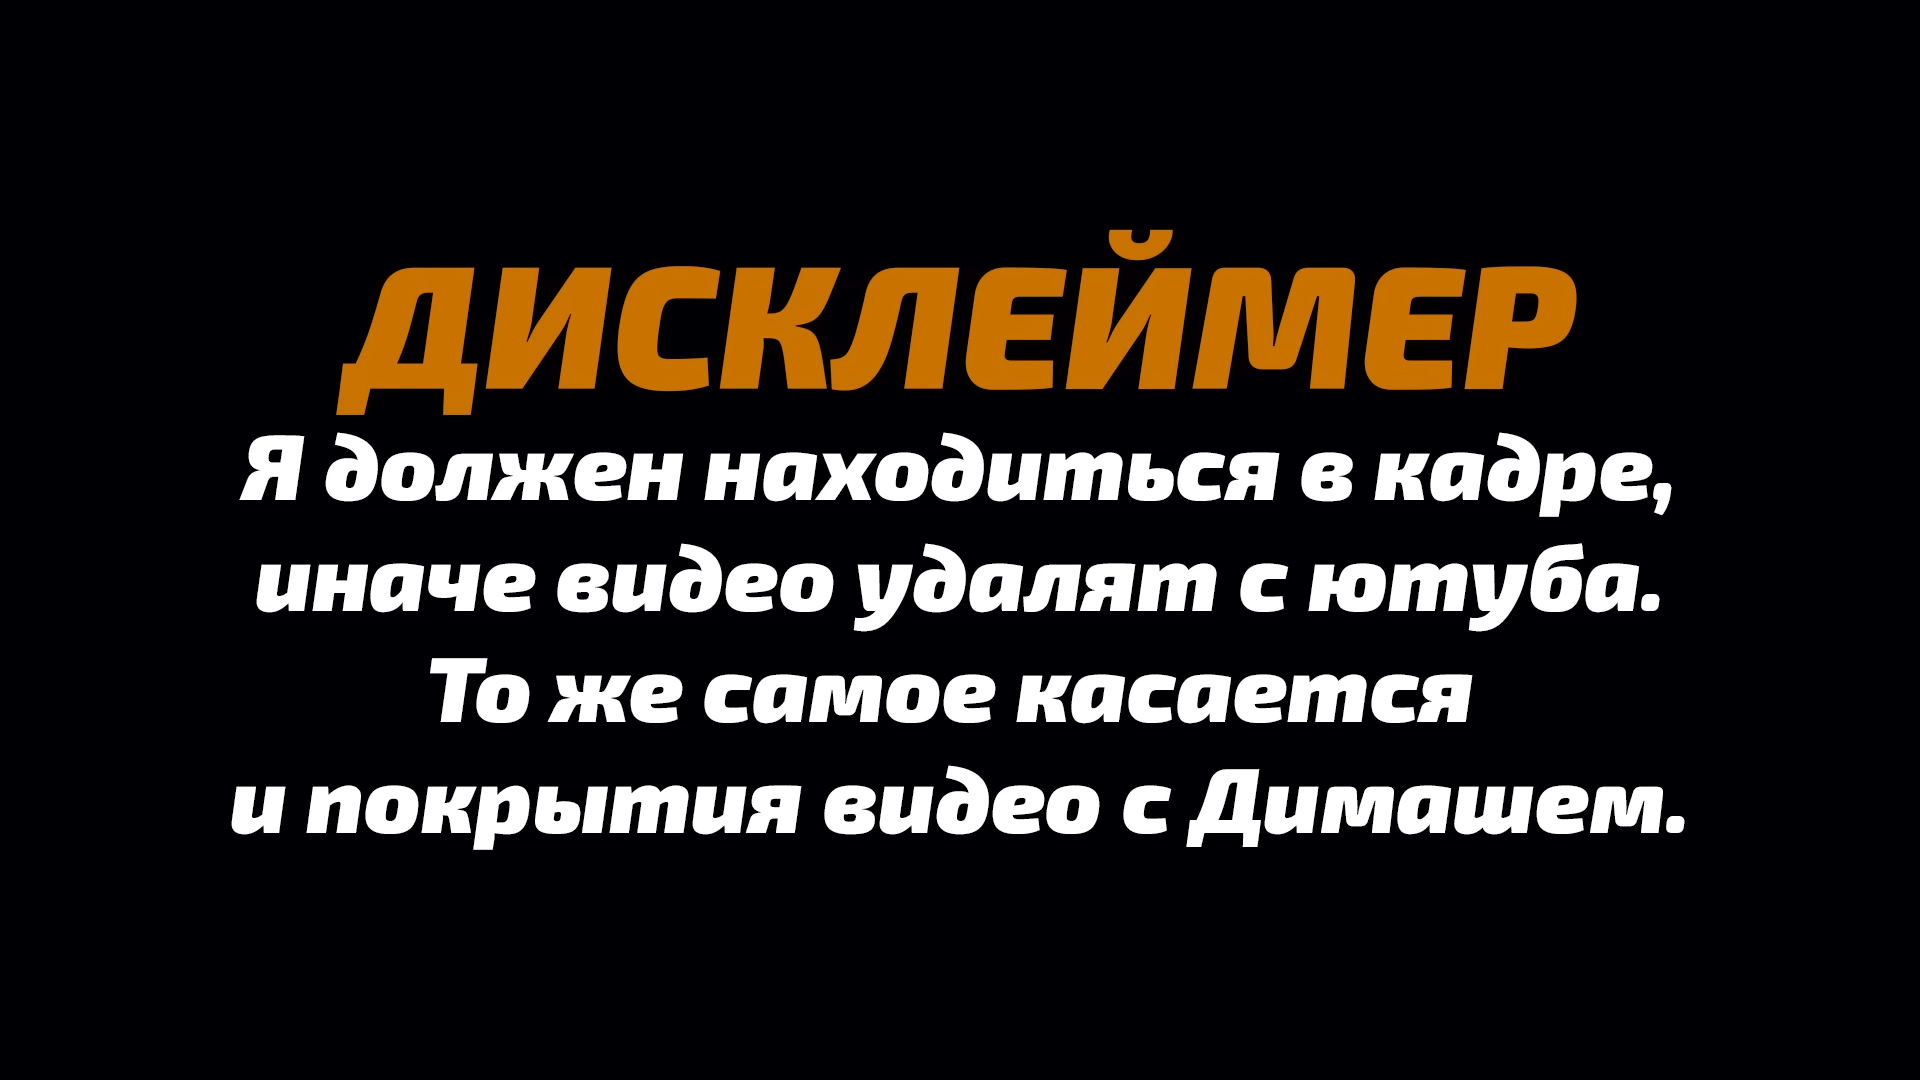 ДИСКЛЕЙМЕР
Я должен находиться в кадре,
иначе видео удалят с ютуба.
То же самое касается
и покрытия видео с Димашем.